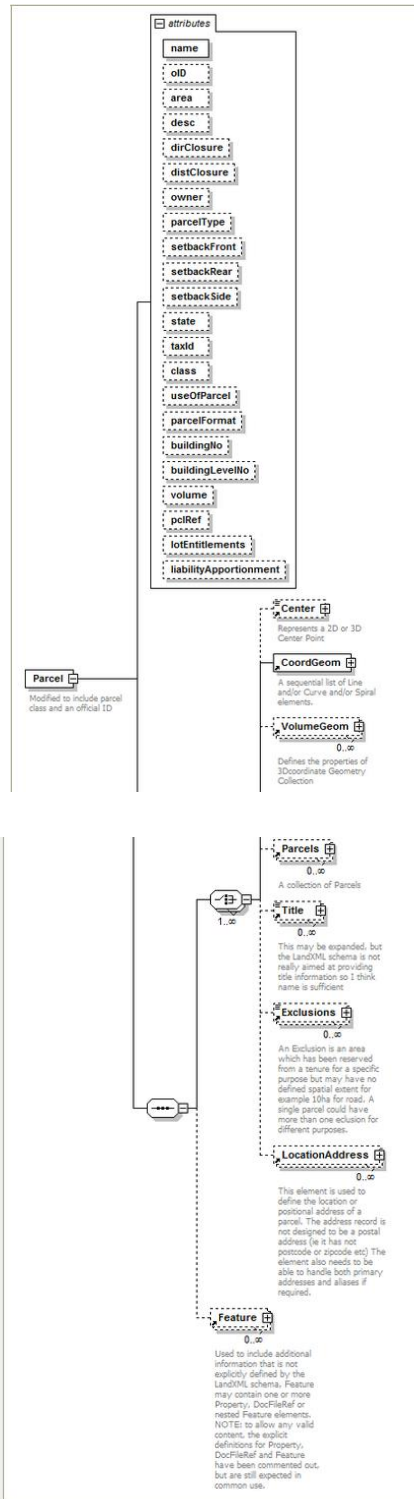 attributes
name
oID
area
desc
dirClosure
distClosure
owner
parcelType
setbackFront
setbackRear
setbackSide
state
taxId
class
useOfParcel
parcelFormat
buildingNo
buildingLevelNo
volume
pclRef
lotEntitlements
liabilityApportionment
Parcel
Modified to include parcel
class and an official ID
Center
Represents a 2D or 3D
Center Point
CoordGeom
A sequential list of Line
and/or Curve and/or Spiral
elements.
VolumeGeom
0..∞
Defines the properties of
3Dcoordinate Geometry
Collection
1..∞
Parcels
0..∞
A collection of Parcels
Title
0..∞
This may be expanded, but
the LandXML schema is not
really aimed at providing
title information so I think
name is sufficient
Exclusions
0..∞
An Exclusion is an area
which has been reserved
from a tenure for a specific
purpose but may have no
defined spatial extent for
example 10ha for road. A
single parcel could have
more than one eclusion for
different purposes.
LocationAddress
0..∞
This element is used to
define the location or
positional address of a
parcel. The address record is
not designed to be a postal
address (ie it has not
postcode or zipcode etc) The
element also needs to be
able to handle both primary
addresses and aliases if
required.
Feature
0..∞
Used to include additional
information that is not
explicitly defined by the
LandXML schema, Feature
may contain one or more
Property, DocFileRef or
nested Feature elements.
NOTE: to allow any valid
content, the explicit
definitions for Property,
DocFileRef and Feature
have been commented out,
but are still expected in
common use.